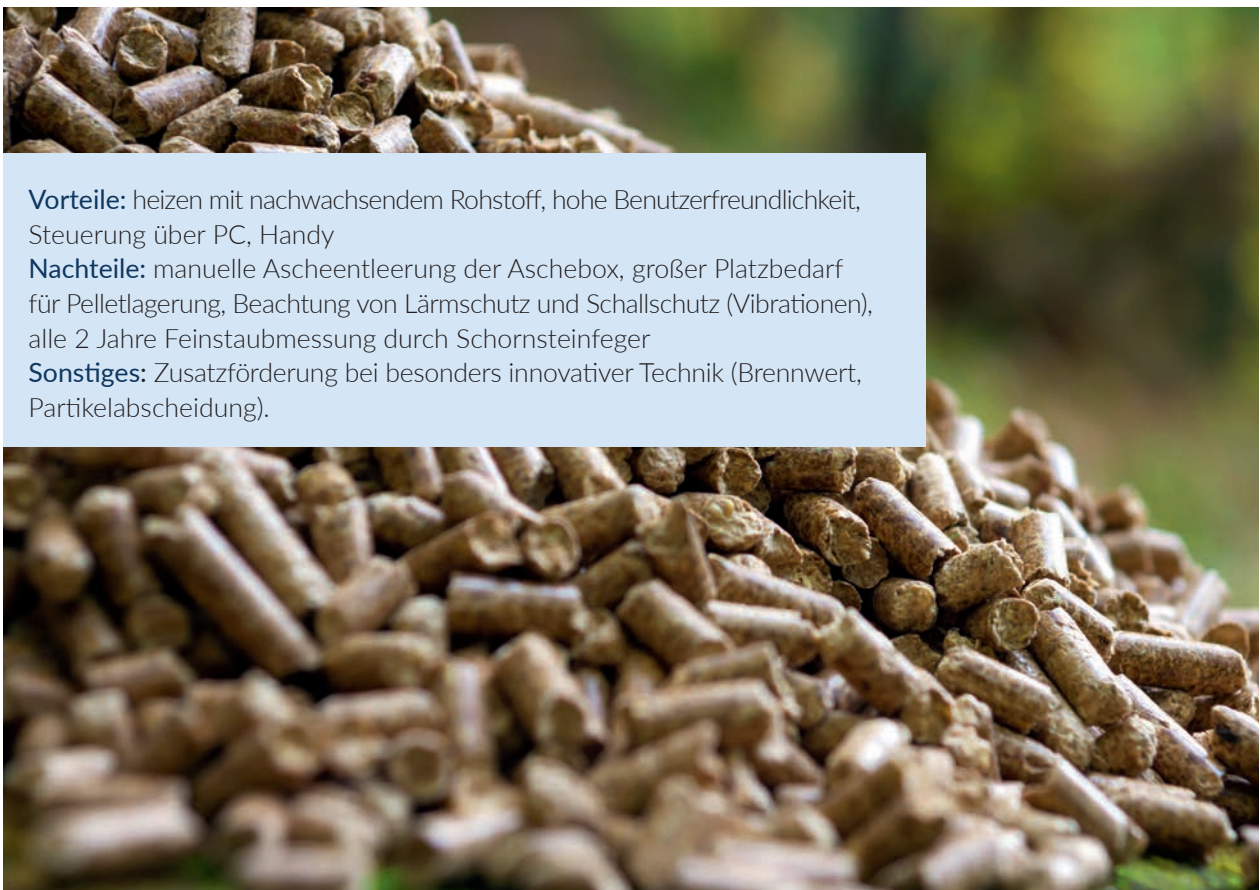 Vorteile: heizen mit nachwachsendem Rohstoff, hohe Benutzerfreundlichkeit,
Steuerung über PC, Handy
Nachteile: manuelle Ascheentleerung der Aschebox, großer Platzbedarf
für Pelletlagerung, Beachtung von Lärmschutz und Schallschutz (Vibrationen),
alle 2 Jahre Feinstaubmessung durch Schornsteinfeger
Sonstiges: Zusatzförderung bei besonders innovativer Technik (Brennwert,
Partikelabscheidung).